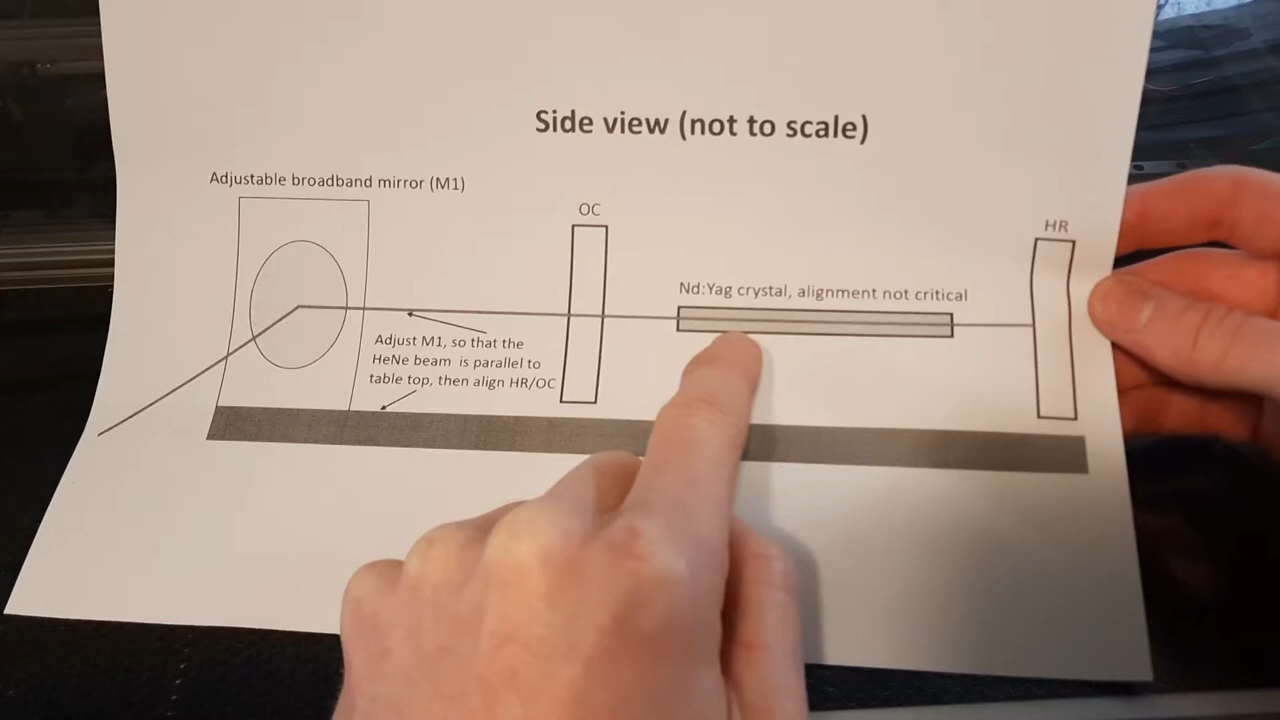 Side view (not to scale)
Adjustable broadband mirror (M1)
OC
HR
Nd:Yag crystal, alignment not critical
Adjust M1, so that the
HeNe beam is parallel to
table top, then align HR/OC